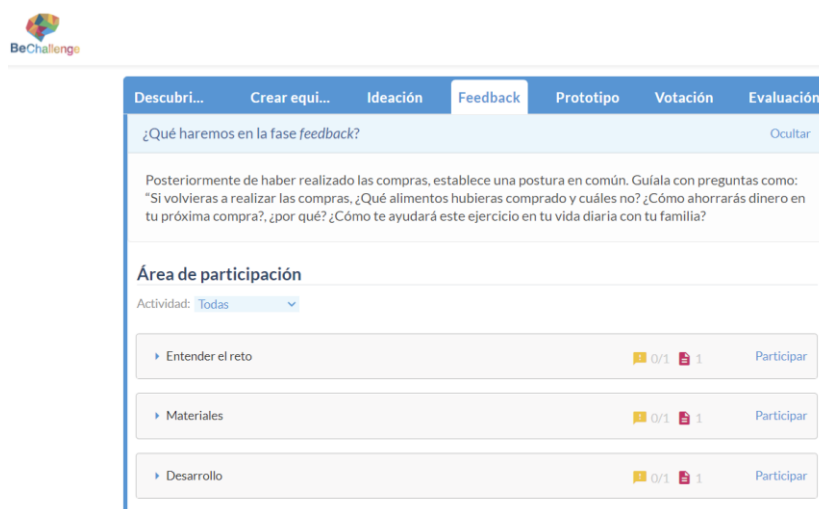 BeChallenge
Descubri... Crear equi... Ideación Feedback Prototipo Votación Evaluación
¿Qué haremos en la fase feedback? Ocultar
Posteriormente de haber realizado las compras, establece una postura en común. Guíala con preguntas como:
“Si volvieras a realizar las compras, ¿Qué alimentos hubieras comprado y cuáles no? ¿Cómo ahorrarás dinero en
tu próxima compra?, ¿por qué? ¿Cómo te ayudará este ejercicio en tu vida diaria con tu familia?
Área de participación
Actividad: Todas
Entender el reto 0/1 1 Participar
Materiales 0/1 1 Participar
Desarrollo 0/1 1 Participar